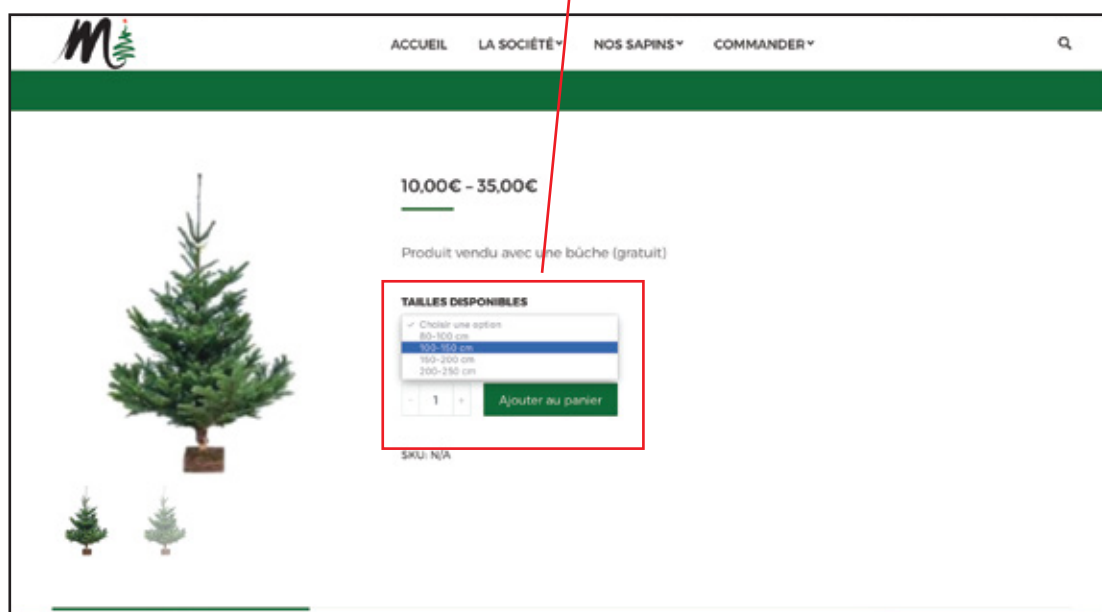 M
ACCUEIL LA SOCIÉTÉ NOS SAPINS COMMANDER
10,00€ - 35,00€
Produit vendu avec une bûche (gratuit)
TAILLES DISPONIBLES
✓ Choisir une option
80-100 cm
100-150 cm
150-200 cm
200-250 cm
- 1 + Ajouter au panier
SKU: N/A